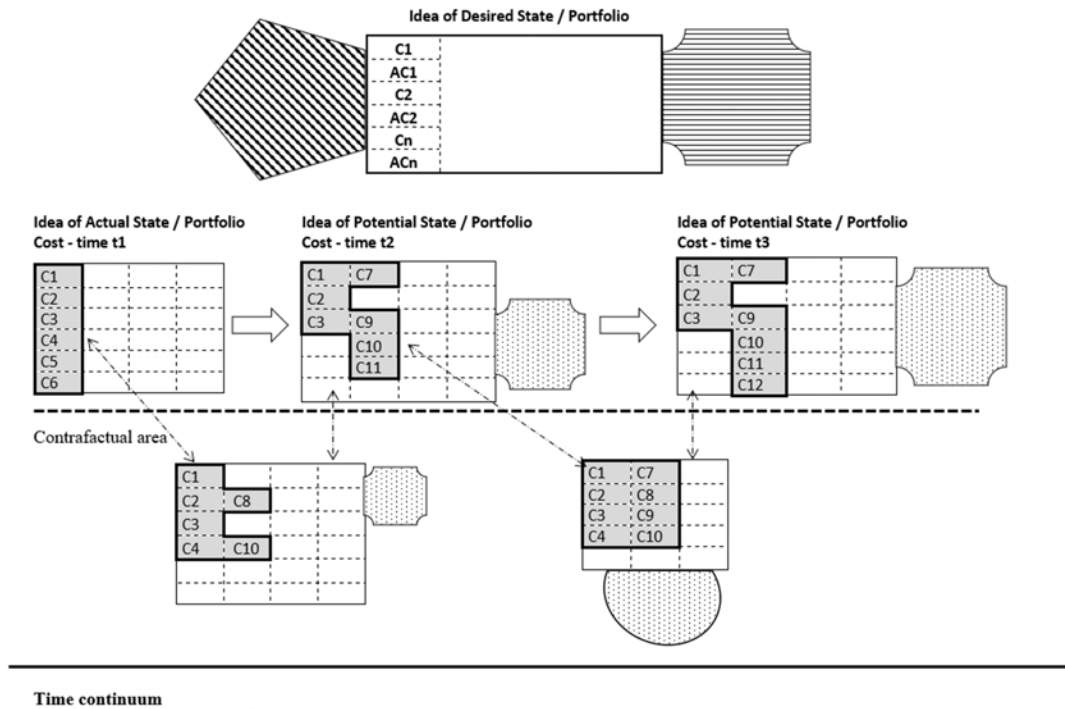 Idea of Desired State / Portfolio
C1
AC1
C2
AC2
Cn
ACn
Idea of Actual State / Portfolio
Cost - time t1
C1
C2
C3
C4
C5
C6
Idea of Potential State / Portfolio
Cost - time t2
C1 C7
C2
C3 C9
C10
C11
Idea of Potential State / Portfolio
Cost - time t3
C1 C7
C2
C3 C9
C10
C11
C12
Contrafactual area
C1
C2 C8
C3
C4 C10
C1 C7
C2 C8
C3 C9
C4 C10
Time continuum